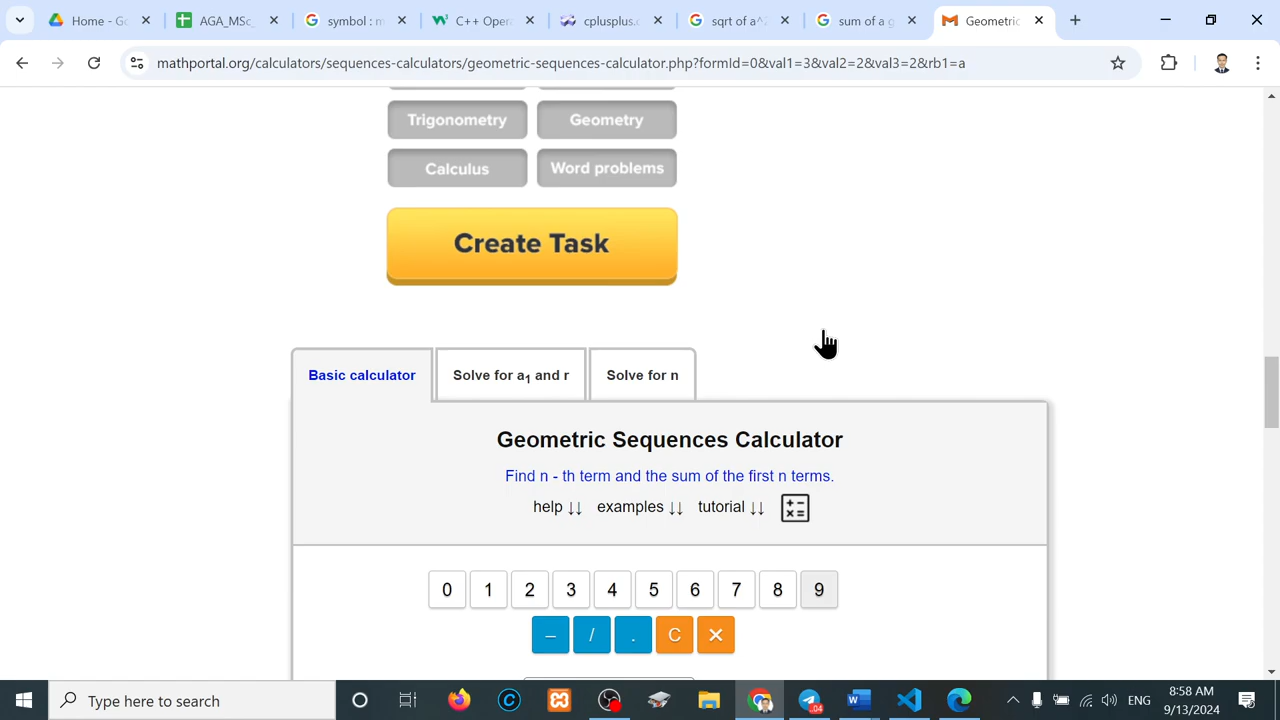 Home - Go
AGA_MSc_
symbol : m
C++ Open
cplusplus.c
sqrt of a^
sum of a g
Geometric
mathportal.org/calculators/sequences-calculators/geometric-sequences-calculator.php?formId=0&val1=3&val2=2&val3=2&rb1=a
Trigonometry Geometry
Calculus Word problems
Create Task
Basic calculator Solve for a1 and r Solve for n
Geometric Sequences Calculator
Find n - th term and the sum of the first n terms.
help ↓↓ examples ↓↓ tutorial ↓↓
0 1 2 3 4 5 6 7 8 9
– / . C ✕
Type here to search
.04
ENG
8:58 AM
9/13/2024